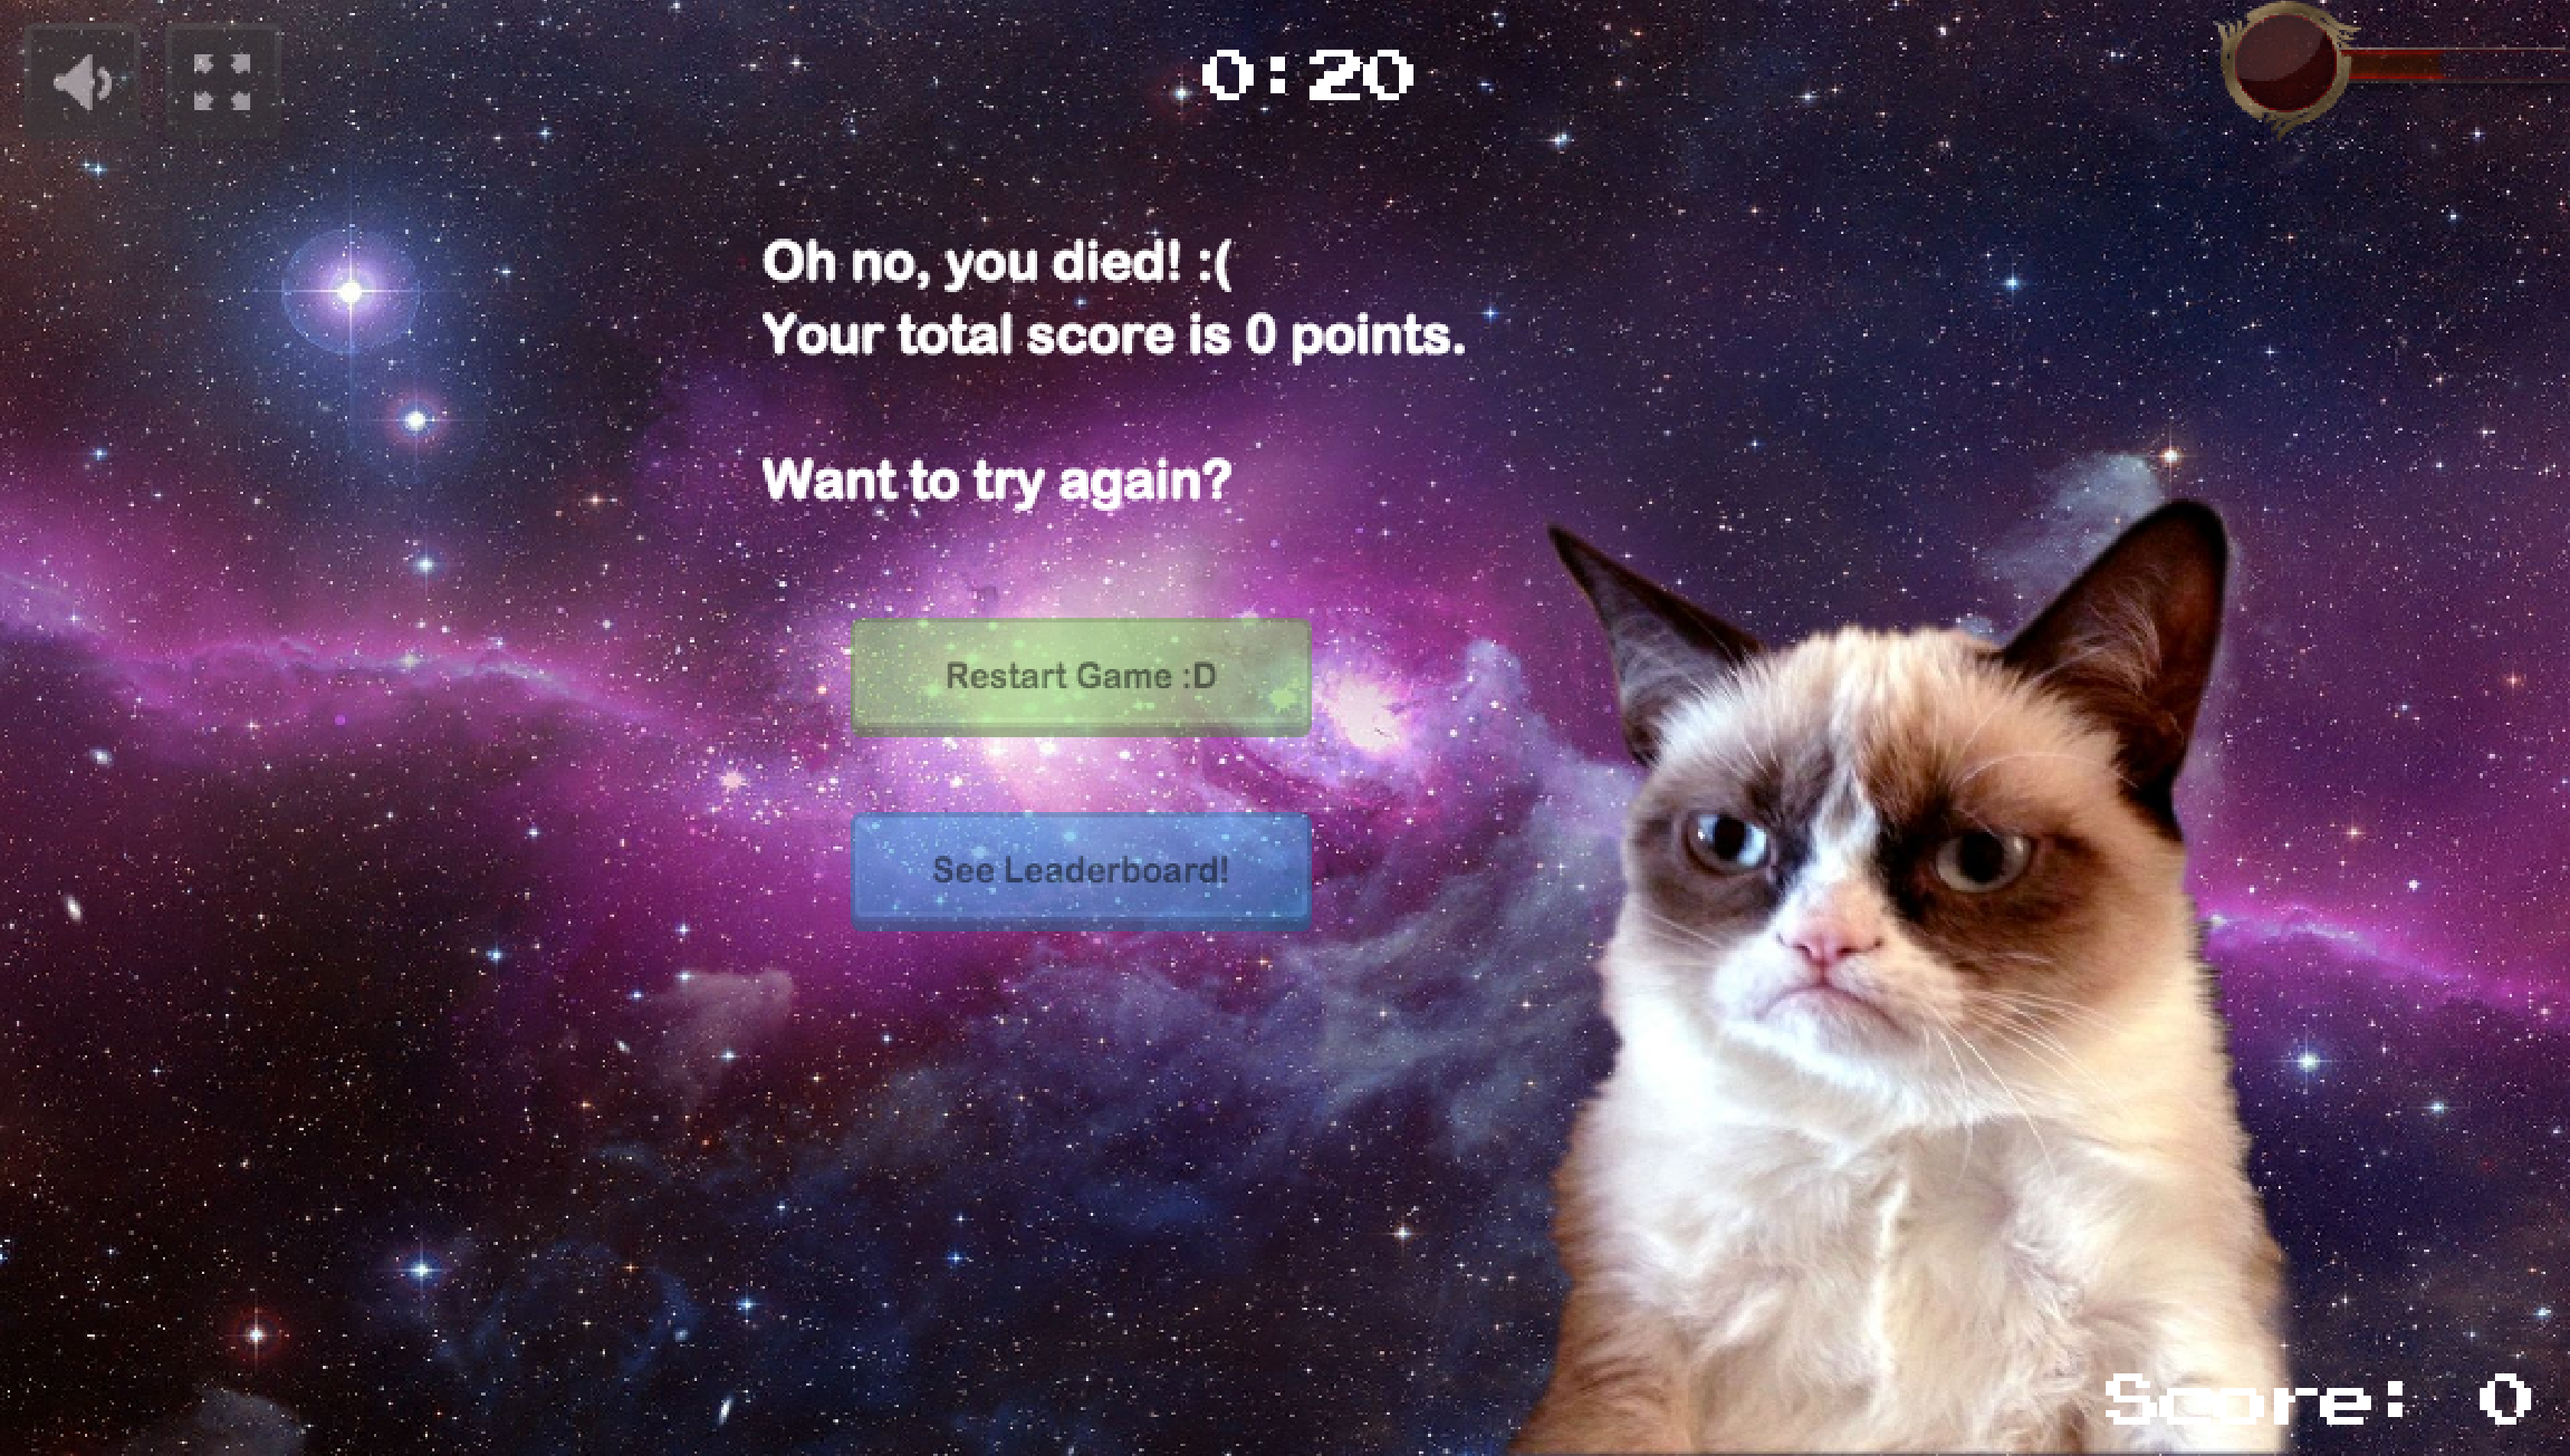 0:20
Oh no, you died! :(
Your total score is 0 points.
Want to try again?
Restart Game :D
See Leaderboard!
Score: 0